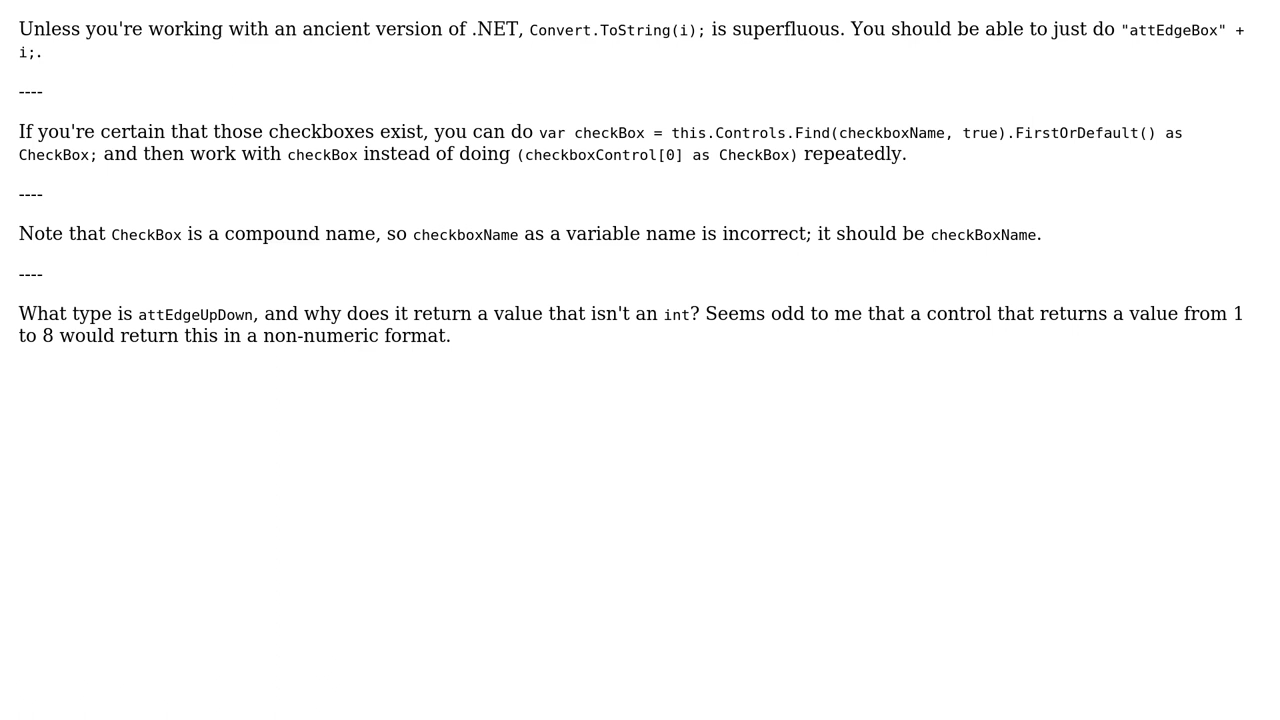 Unless you're working with an ancient version of .NET, Convert.ToString(i); is superfluous. You should be able to just do "attEdgeBox" +
i;.
----
If you're certain that those checkboxes exist, you can do var checkBox = this.Controls.Find(checkboxName, true).FirstOrDefault() as
CheckBox; and then work with checkBox instead of doing (checkboxControl[0] as CheckBox) repeatedly.
----
Note that CheckBox is a compound name, so checkboxName as a variable name is incorrect; it should be checkBoxName.
----
What type is attEdgeUpDown, and why does it return a value that isn't an int? Seems odd to me that a control that returns a value from 1
to 8 would return this in a non-numeric format.